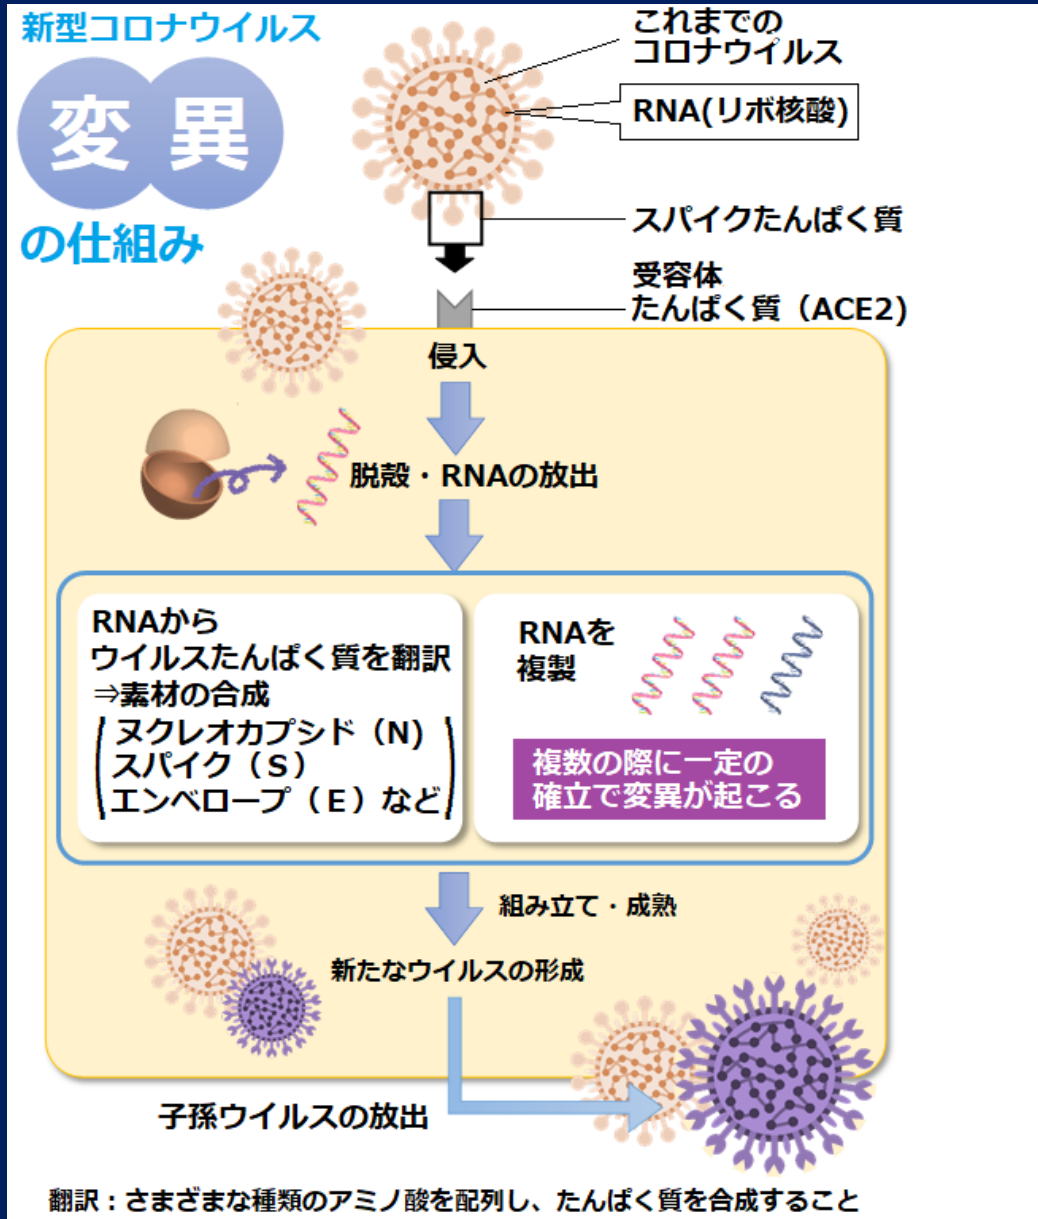 新型コロナウイルス
変異
の仕組み
これまでの
コロナウイルス
RNA(リボ核酸)
スパイクたんぱく質
受容体
たんぱく質（ACE2)
侵入
脱殻・RNAの放出
RNAから
ウイルスたんぱく質を翻訳
⇒素材の合成
ヌクレオカプシド（N)
スパイク（S）
エンベロープ（E）など
RNAを
複製
複数の際に一定の
確立で変異が起こる
組み立て・成熟
新たなウイルスの形成
子孫ウイルスの放出
翻訳：さまざまな種類のアミノ酸を配列し、たんぱく質を合成すること